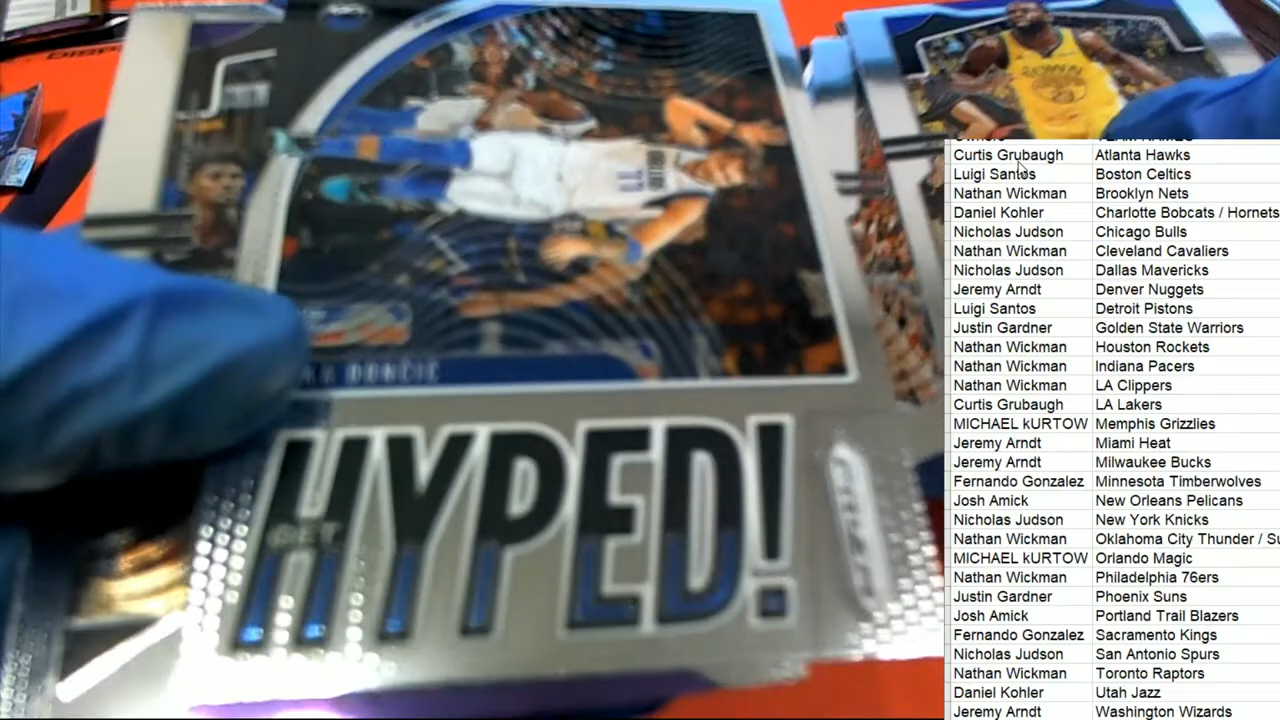 DONCIC
GET
HYPED!
PRIZM
Curtis Grubaugh Atlanta Hawks
Luigi Santos Boston Celtics
Nathan Wickman Brooklyn Nets
Daniel Kohler Charlotte Bobcats / Hornets
Nicholas Judson Chicago Bulls
Nathan Wickman Cleveland Cavaliers
Nicholas Judson Dallas Mavericks
Jeremy Arndt Denver Nuggets
Luigi Santos Detroit Pistons
Justin Gardner Golden State Warriors
Nathan Wickman Houston Rockets
Nathan Wickman Indiana Pacers
Nathan Wickman LA Clippers
Curtis Grubaugh LA Lakers
MICHAEL kURTOW Memphis Grizzlies
Jeremy Arndt Miami Heat
Jeremy Arndt Milwaukee Bucks
Fernando Gonzalez Minnesota Timberwolves
Josh Amick New Orleans Pelicans
Nicholas Judson New York Knicks
Nathan Wickman Oklahoma City Thunder / Su
MICHAEL kURTOW Orlando Magic
Nathan Wickman Philadelphia 76ers
Justin Gardner Phoenix Suns
Josh Amick Portland Trail Blazers
Fernando Gonzalez Sacramento Kings
Nicholas Judson San Antonio Spurs
Nathan Wickman Toronto Raptors
Daniel Kohler Utah Jazz
Jeremy Arndt Washington Wizards